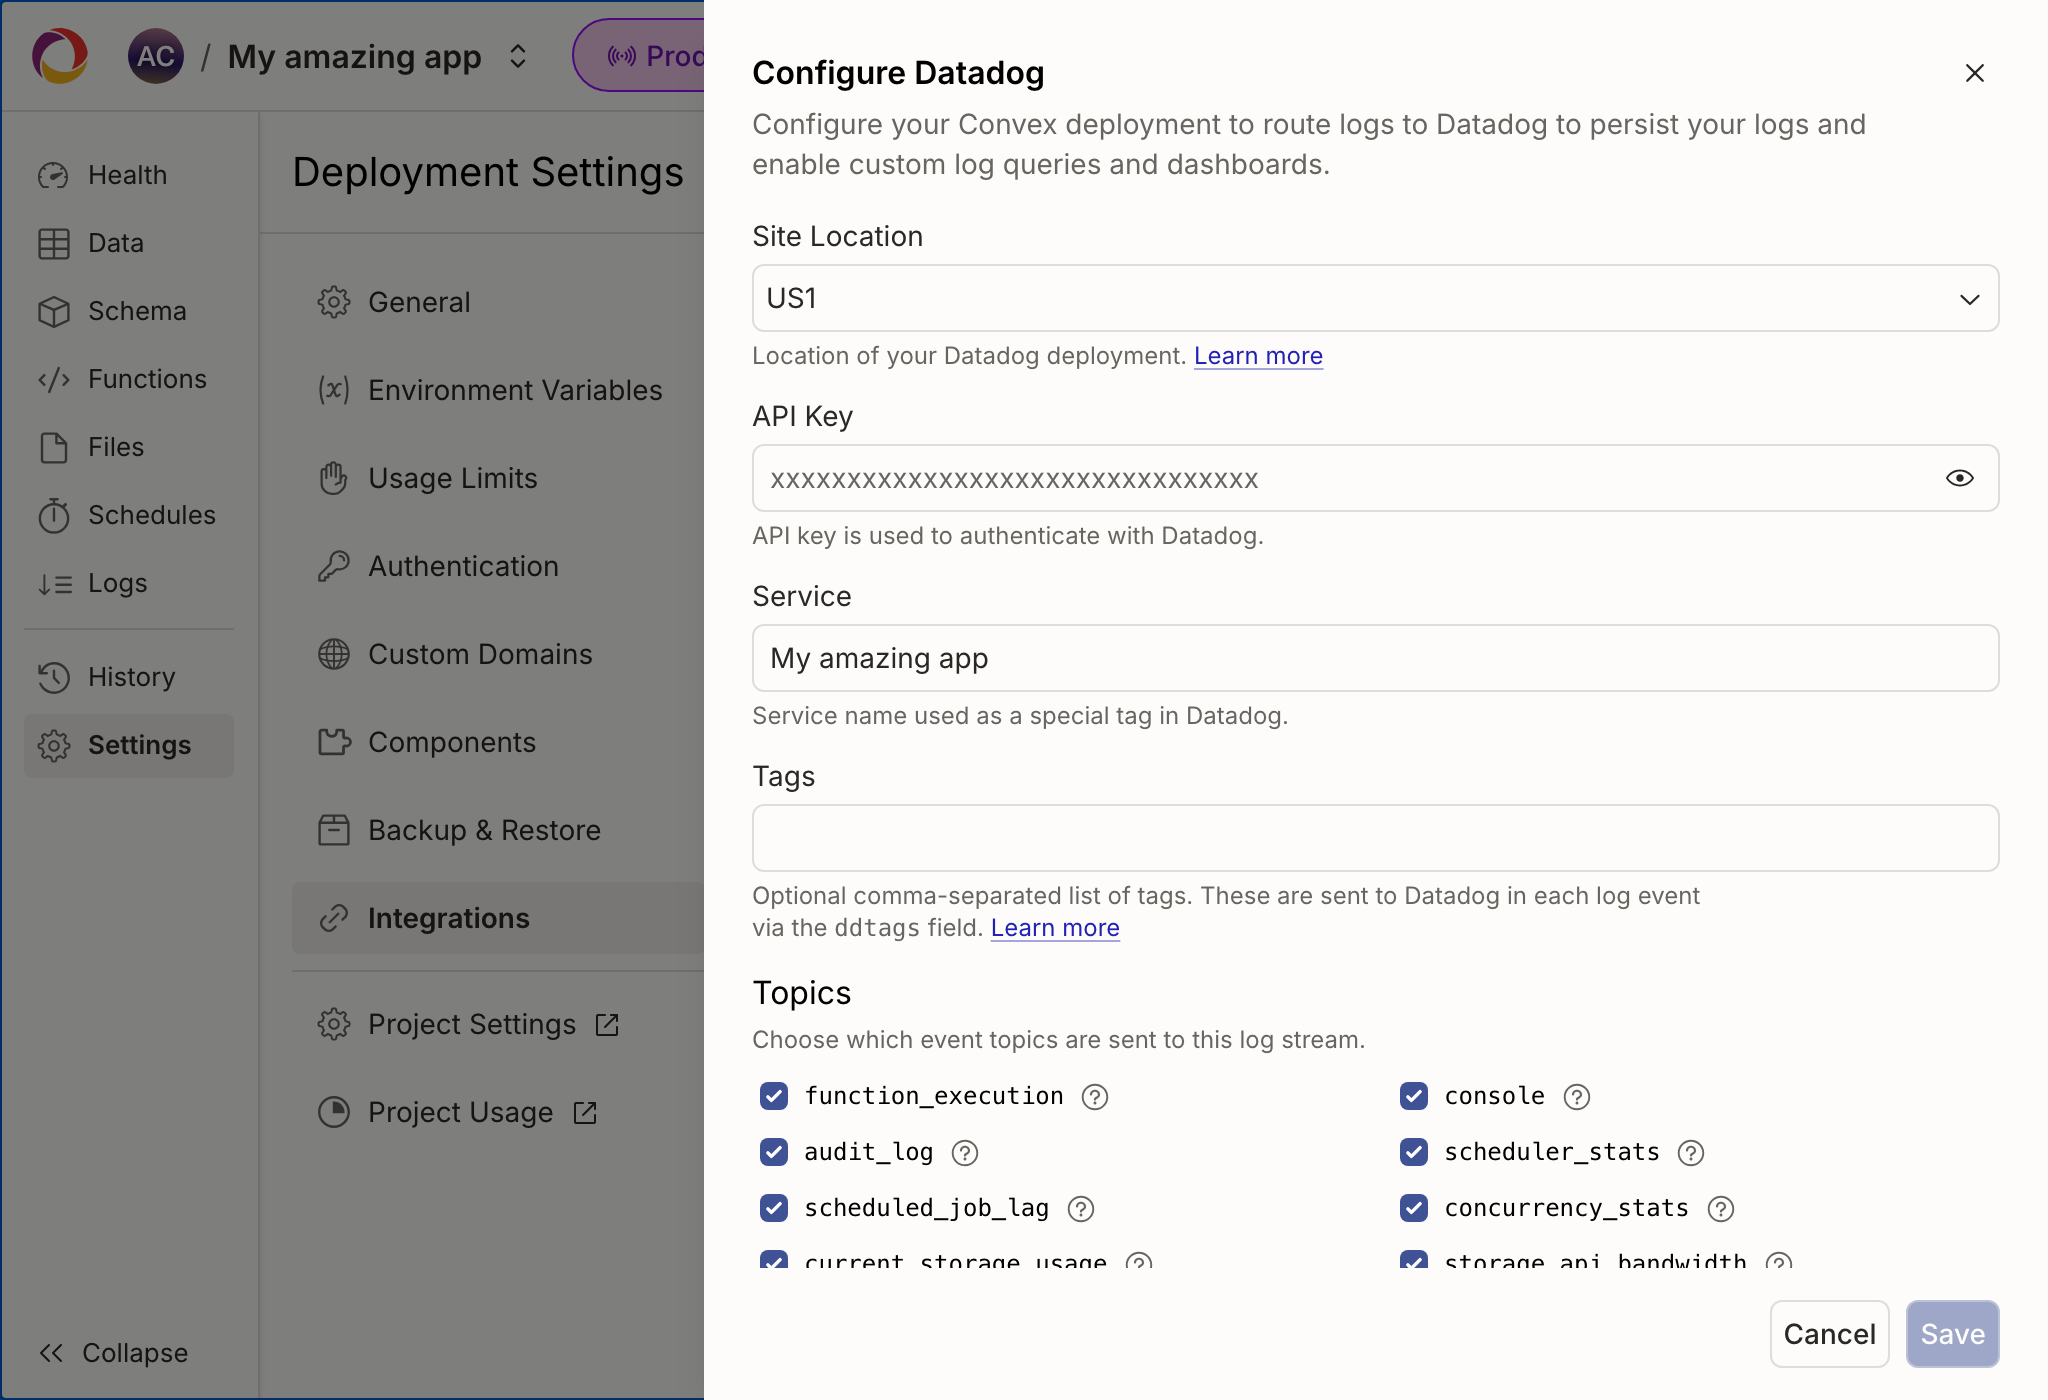 AC / My amazing app
Prod
Health
Data
Schema
Functions
Files
Schedules
Logs
History
Settings
Collapse
Deployment Settings
General
Environment Variables
Usage Limits
Authentication
Custom Domains
Components
Backup & Restore
Integrations
Project Settings
Project Usage
Configure Datadog
Configure your Convex deployment to route logs to Datadog to persist your logs and
enable custom log queries and dashboards.
Site Location
US1
Location of your Datadog deployment. Learn more
API Key
xxxxxxxxxxxxxxxxxxxxxxxxxxxxxxxx
API key is used to authenticate with Datadog.
Service
My amazing app
Service name used as a special tag in Datadog.
Tags
Optional comma-separated list of tags. These are sent to Datadog in each log event
via the ddtags field. Learn more
Topics
Choose which event topics are sent to this log stream.
function_execution
console
audit_log
scheduler_stats
scheduled_job_lag
concurrency_stats
current_storage_usage
storage_api_bandwidth
Cancel
Save